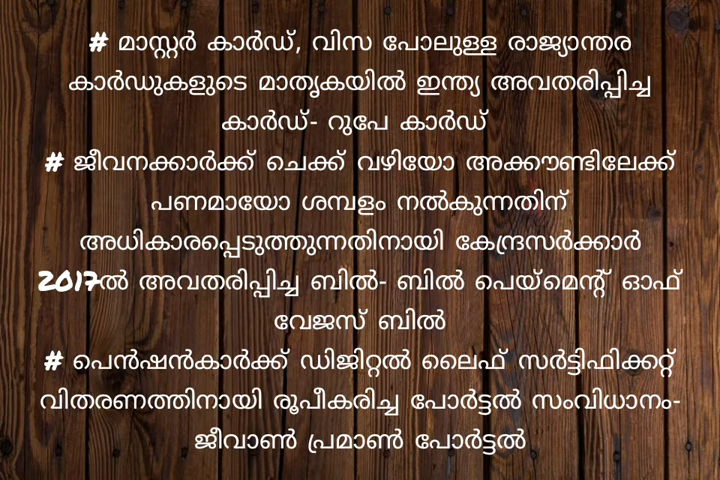 # മാസ്റ്റർ കാർഡ്, വിസ പോലുള്ള രാജ്യാന്തര
കാർഡുകളുടെ മാതൃകയിൽ ഇന്ത്യ അവതരിപ്പിച്ച
കാർഡ്- റുപേ കാർഡ്
# ജീവനക്കാർക്ക് ചെക്ക് വഴിയോ അക്കൗണ്ടിലേക്ക്
പണമായോ ശമ്പളം നൽകുന്നതിന്
അധികാരപ്പെടുത്തുന്നതിനായി കേന്ദ്രസർക്കാർ
2017ൽ അവതരിപ്പിച്ച ബിൽ- ബിൽ പെയ്മെന്റ് ഓഫ്
വേജസ് ബിൽ
# പെൻഷൻകാർക്ക് ഡിജിറ്റൽ ലൈഫ് സർട്ടിഫിക്കറ്റ്
വിതരണത്തിനായി രൂപീകരിച്ച പോർട്ടൽ സംവിധാനം-
ജീവാൺ പ്രമാൺ പോർട്ടൽ